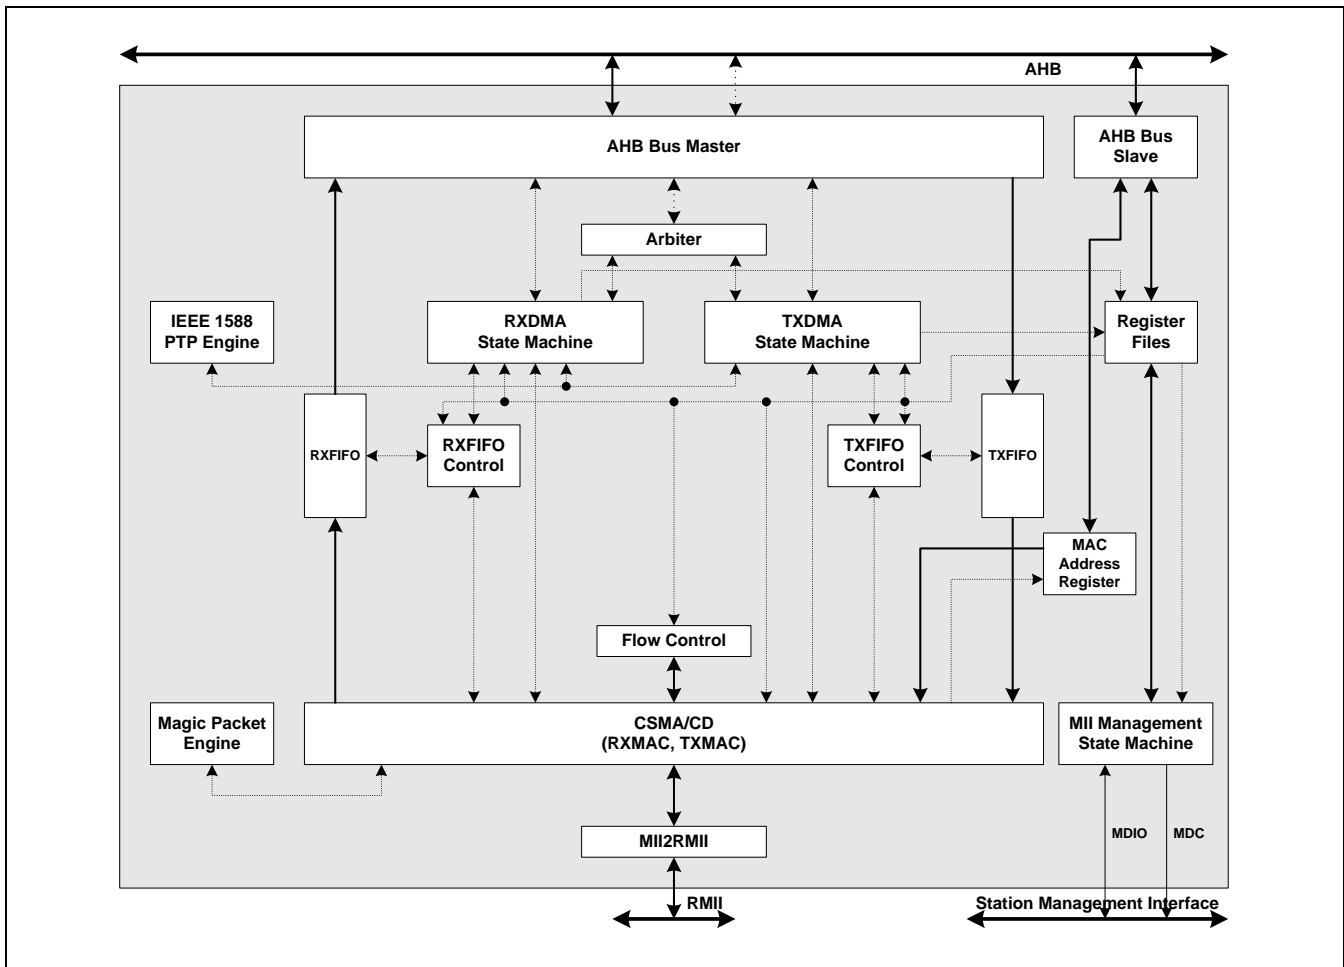 AHB
AHB Bus Master
AHB Bus
Slave
Arbiter
IEEE 1588
PTP Engine
RXDMA
State Machine
TXDMA
State Machine
Register
Files
RXFIFO
RXFIFO
Control
TXFIFO
Control
TXFIFO
MAC
Address
Register
Flow Control
Magic Packet
Engine
CSMA/CD
(RXMAC, TXMAC)
MII Management
State Machine
MII2RMII
MDIO
MDC
RMII
Station Management Interface